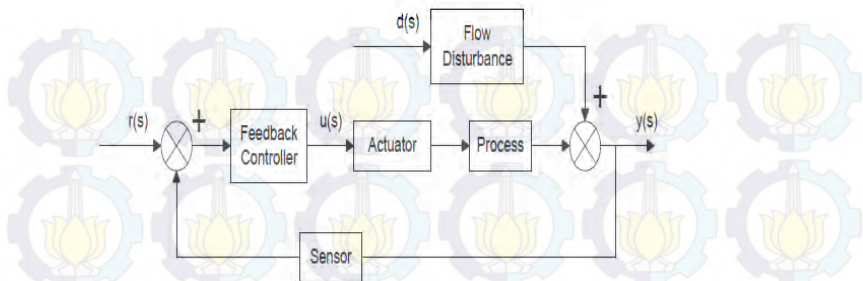 d(s)
Flow
Disturbance
+
r(s)
+
Feedback
Controller
u(s)
Actuator
Process
y(s)
Sensor